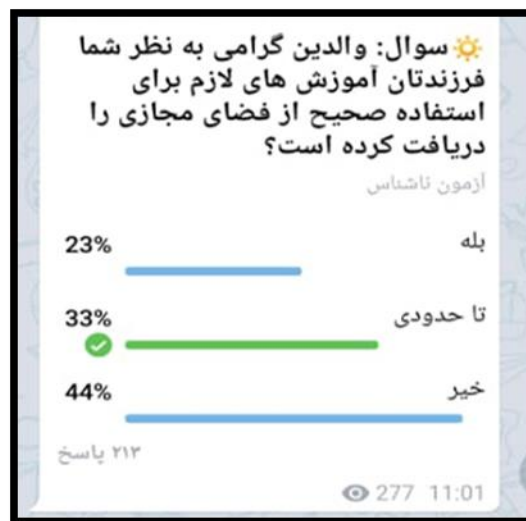 🔅سوال: والدین گرامی به نظر شما
فرزندتان آموزش های لازم برای
استفاده صحیح از فضای مجازی را
دریافت کرده است؟
آزمون ناشناس
بله
23%
تا حدودی
33%
خیر
44%
۲۱۳ پاسخ
277 11:01